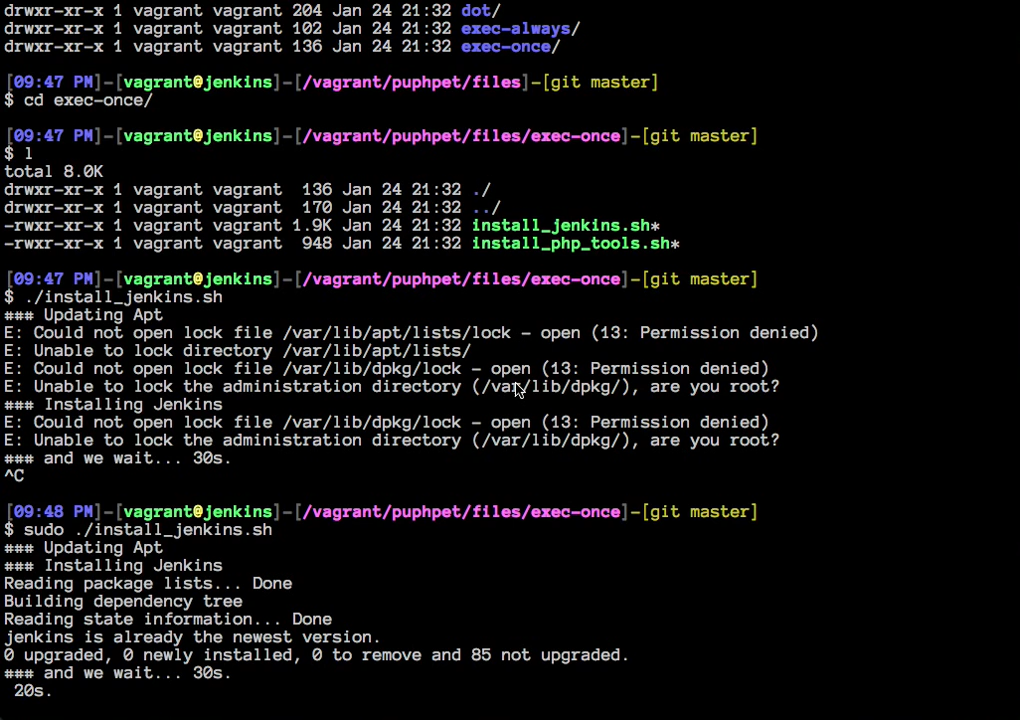 drwxr-xr-x 1 vagrant vagrant 204 Jan 24 21:32 dot/
drwxr-xr-x 1 vagrant vagrant 102 Jan 24 21:32 exec-always/
drwxr-xr-x 1 vagrant vagrant 136 Jan 24 21:32 exec-once/
[09:47 PM]-[vagrant@jenkins]-[/vagrant/puphpet/files]-[git master]
$ cd exec-once/
[09:47 PM]-[vagrant@jenkins]-[/vagrant/puphpet/files/exec-once]-[git master]
$ l
total 8.0K
drwxr-xr-x 1 vagrant vagrant  136 Jan 24 21:32 ./
drwxr-xr-x 1 vagrant vagrant  170 Jan 24 21:32 ../
-rwxr-xr-x 1 vagrant vagrant 1.9K Jan 24 21:32 install_jenkins.sh*
-rwxr-xr-x 1 vagrant vagrant  948 Jan 24 21:32 install_php_tools.sh*
[09:47 PM]-[vagrant@jenkins]-[/vagrant/puphpet/files/exec-once]-[git master]
$ ./install_jenkins.sh
### Updating Apt
E: Could not open lock file /var/lib/apt/lists/lock - open (13: Permission denied)
E: Unable to lock directory /var/lib/apt/lists/
E: Could not open lock file /var/lib/dpkg/lock - open (13: Permission denied)
E: Unable to lock the administration directory (/var/lib/dpkg/), are you root?
### Installing Jenkins
E: Could not open lock file /var/lib/dpkg/lock - open (13: Permission denied)
E: Unable to lock the administration directory (/var/lib/dpkg/), are you root?
### and we wait... 30s.
^C
[09:48 PM]-[vagrant@jenkins]-[/vagrant/puphpet/files/exec-once]-[git master]
$ sudo ./install_jenkins.sh
### Updating Apt
### Installing Jenkins
Reading package lists... Done
Building dependency tree
Reading state information... Done
jenkins is already the newest version.
0 upgraded, 0 newly installed, 0 to remove and 85 not upgraded.
### and we wait... 30s.
 20s.